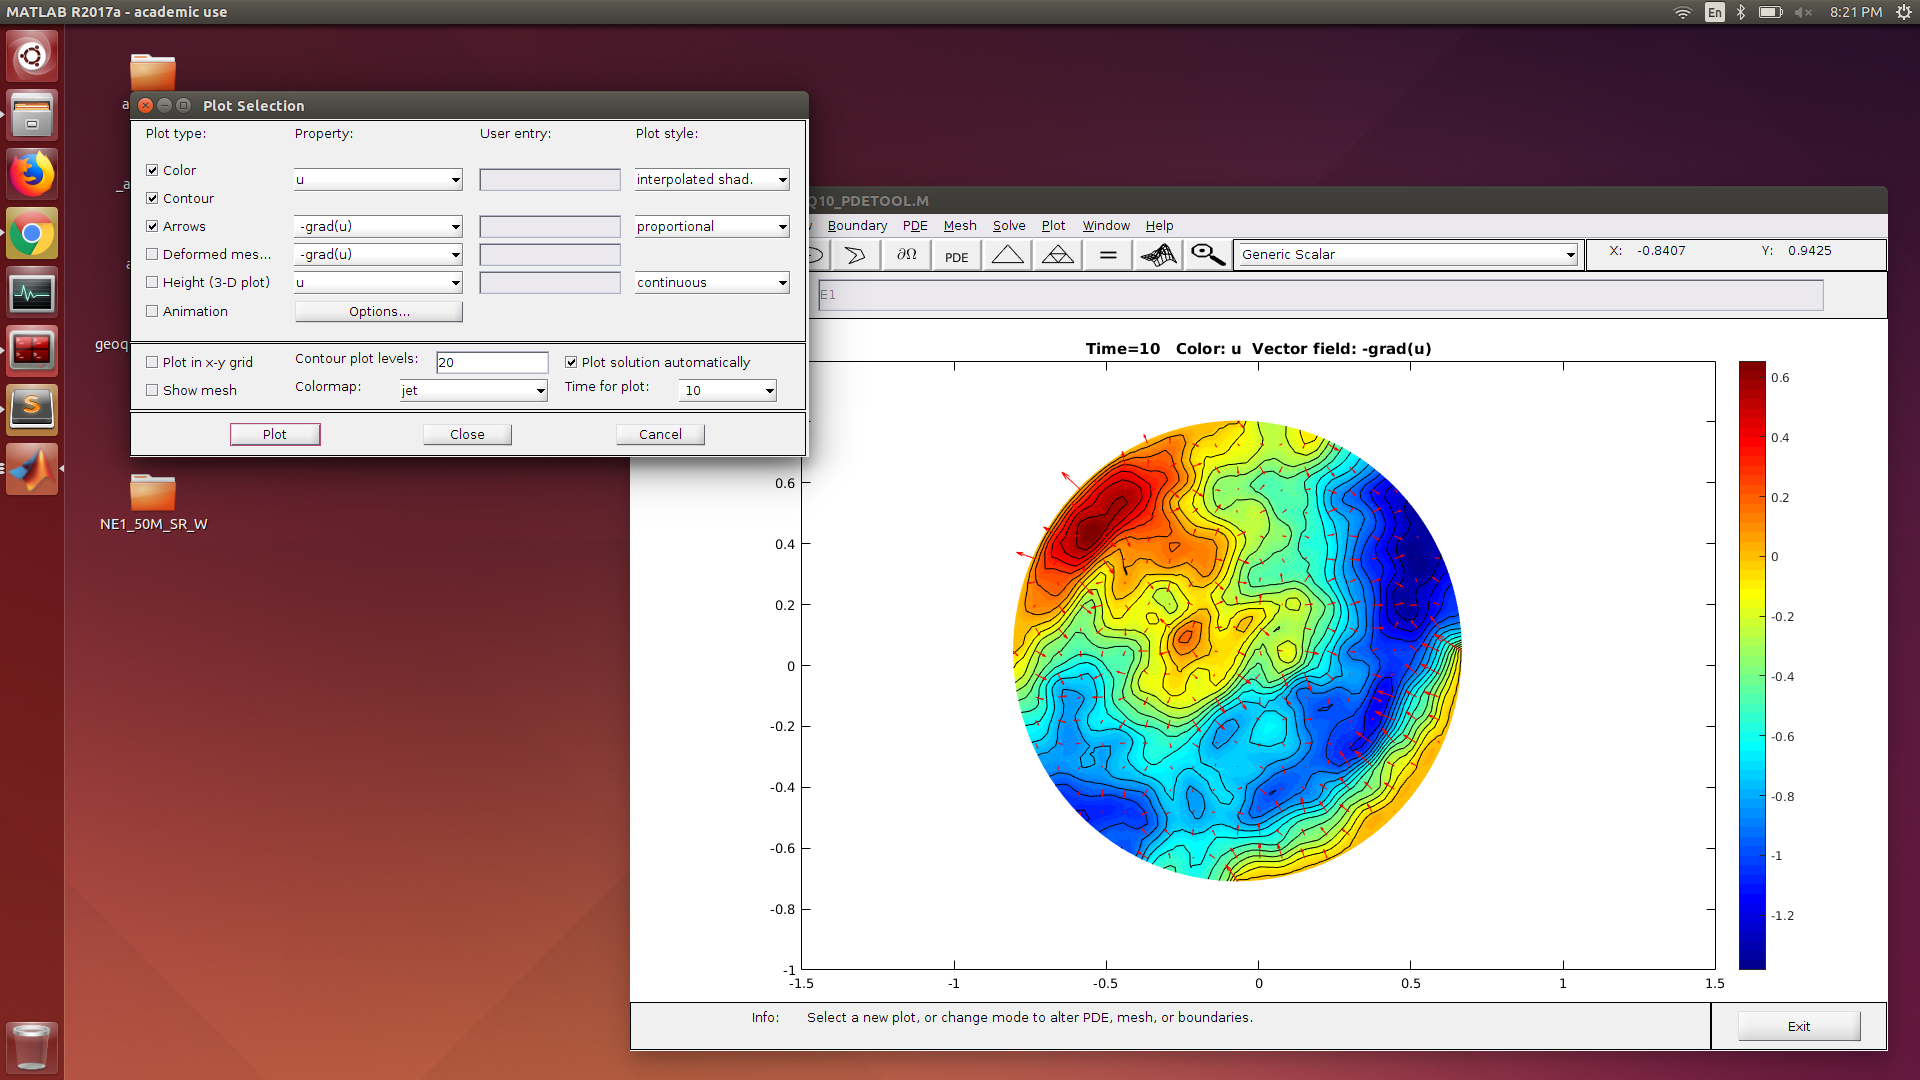 MATLAB R2017a - academic use
En
8:21 PM
Plot Selection
Plot type:
Property:
User entry:
Plot style:
Color
u
interpolated shad.
Contour
Arrows
-grad(u)
proportional
Deformed mes...
-grad(u)
Height (3-D plot)
u
continuous
Animation
Options...
Plot in x-y grid
Contour plot levels:
20
Plot solution automatically
Show mesh
Colormap:
jet
Time for plot:
10
Plot
Close
Cancel
NE1_50M_SR_W
Q10_PDETOOL.M
Boundary
PDE
Mesh
Solve
Plot
Window
Help
∂Ω
PDE
=
Generic Scalar
X: -0.8407
Y: 0.9425
E1
Time=10 Color: u Vector field: -grad(u)
0.6
0.4
0.2
0
-0.2
-0.4
-0.6
-0.8
-1
-1.5
-1
-0.5
0
0.5
1
1.5
0.6
0.4
0.2
0
-0.2
-0.4
-0.6
-0.8
-1
-1.2
Info: Select a new plot, or change mode to alter PDE, mesh, or boundaries.
Exit